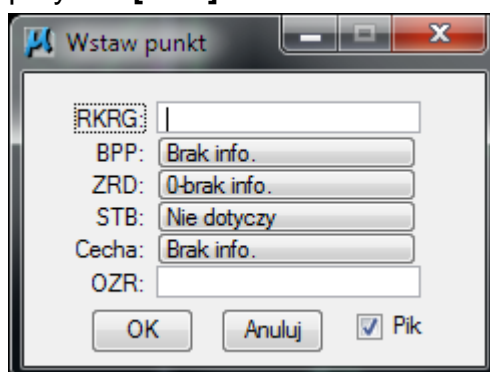 Wstaw punkt
RKRG:
BPP: Brak info.
ZRD: 0-brak info.
STB: Nie dotyczy
Cecha: Brak info.
OZR:
OK Anuluj Pik